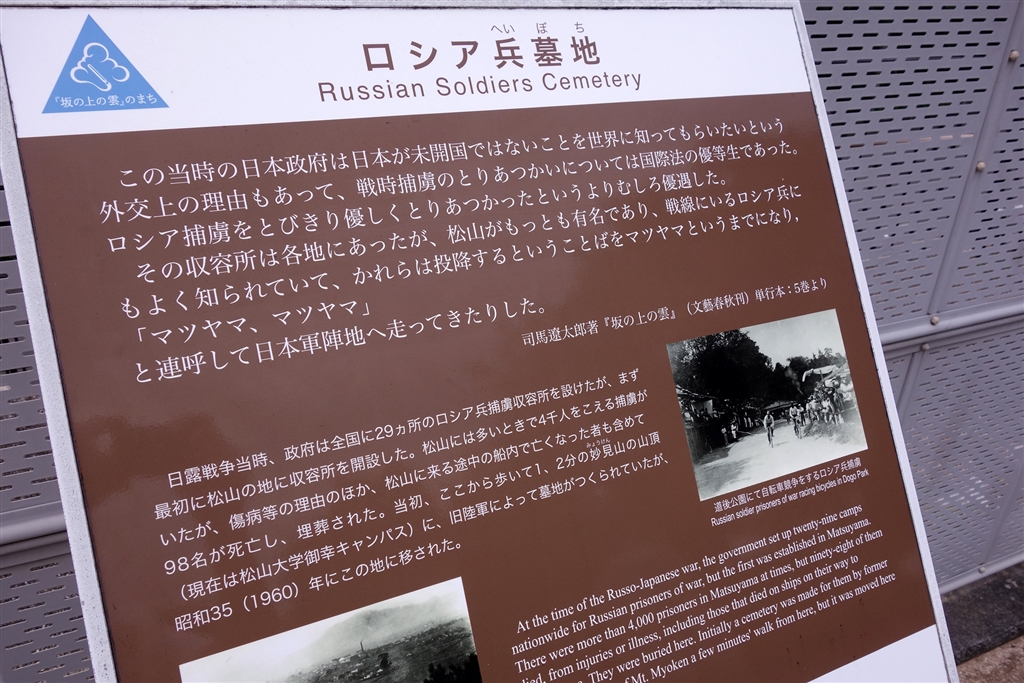 「坂の上の雲」のまち
へいぼち
ロシア兵墓地
Russian Soldiers Cemetery
この当時の日本政府は日本が未開国ではないことを世界に知ってもらいたいという
外交上の理由もあって、戦時捕虜のとりあつかいについては国際法の優等生であった。
ロシア捕虜をとびきり優しくとりあつかったというよりむしろ優遇した。
その収容所は各地にあったが、松山がもっとも有名であり、戦線にいるロシア兵に
もよく知られていて、かれらは投降するということばをマツヤマというまでになり，
「マツヤマ、マツヤマ」
と連呼して日本軍陣地へ走ってきたりした。
司馬遼太郎著『坂の上の雲』（文藝春秋刊）単行本：5巻より
日露戦争当時、政府は全国に29ヵ所のロシア兵捕虜収容所を設けたが、まず
最初に松山の地に収容所を開設した。松山には多いときで4千人をこえる捕虜が
いたが、傷病等の理由のほか、松山に来る途中の船内で亡くなった者も含めて
みょうけん
98名が死亡し、埋葬された。当初、ここから歩いて1、2分の妙見山の山頂
（現在は松山大学御幸キャンパス）に、旧陸軍によって墓地がつくられていたが、
昭和35（1960）年にこの地に移された。
道後公園にて自転車競争をするロシア兵捕虜
Russian soldier prisoners of war racing bicycles in Dogo Park
At the time of the Russo-Japanese war, the government set up twenty-nine camps
nationwide for Russian prisoners of war, but the first was established in Matsuyama.
There were more than 4,000 prisoners in Matsuyama at times, but ninety-eight of them
died, from injuries or illness, including those that died on ships on their way to
They were buried here. Initially a cemetery was made for them by former
of Mt. Myoken a few minutes' walk from here, but it was moved here